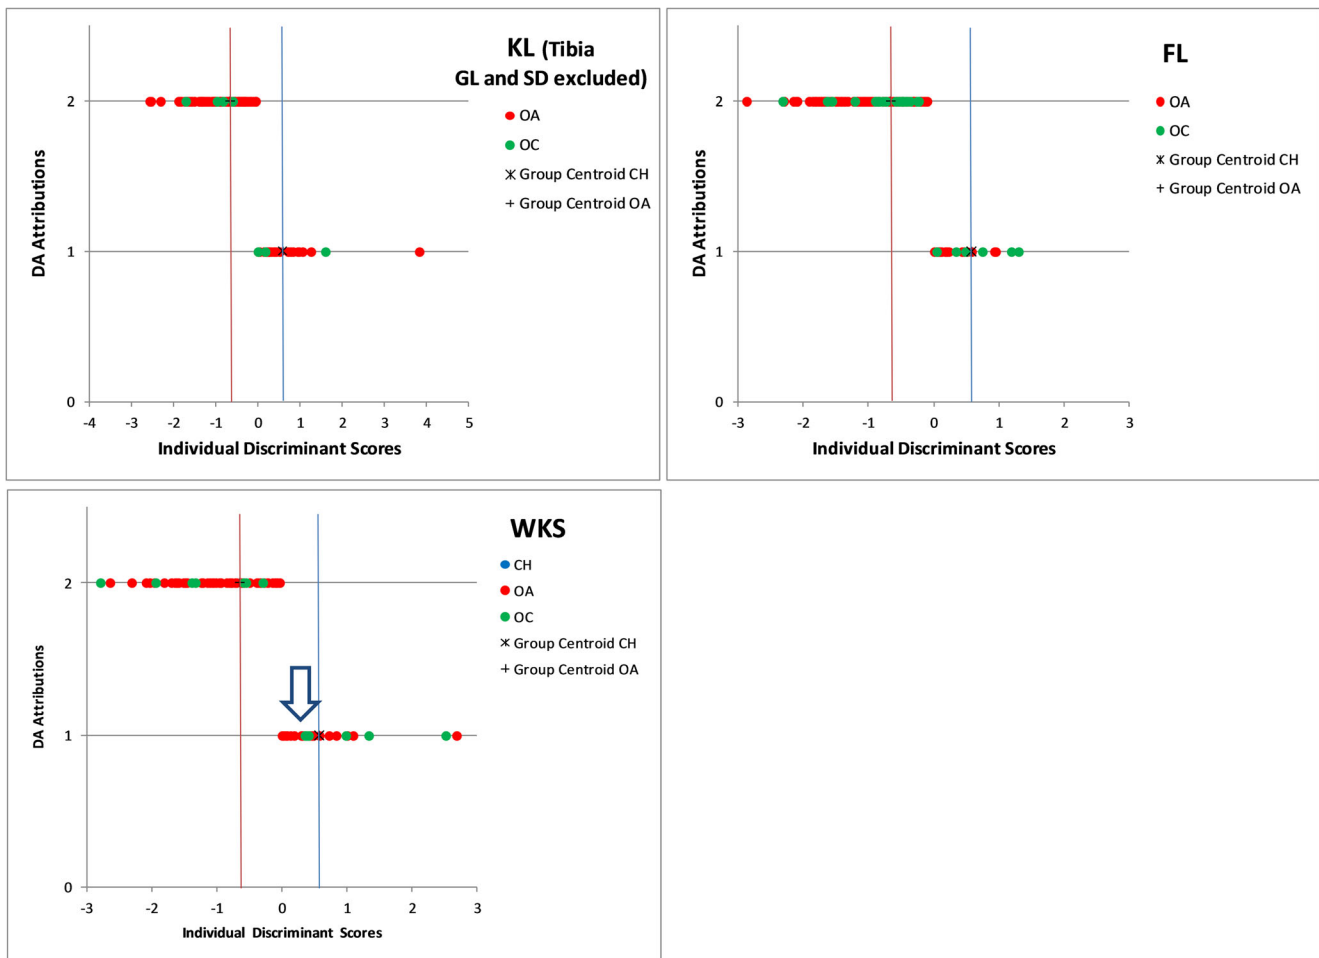 KL (Tibia
GL and SD excluded)
OA
OC
Group Centroid CH
Group Centroid OA
DA Attributions
2
1
0
-4 -3 -2 -1 0 1 2 3 4 5
Individual Discriminant Scores
FL
OA
OC
Group Centroid CH
Group Centroid OA
DA Attributions
2
1
0
-3 -2 -1 0 1 2 3
Individual Discriminant Scores
WKS
CH
OA
OC
Group Centroid CH
Group Centroid OA
DA Attributions
2
1
0
-3 -2 -1 0 1 2 3
Individual Discriminant Scores